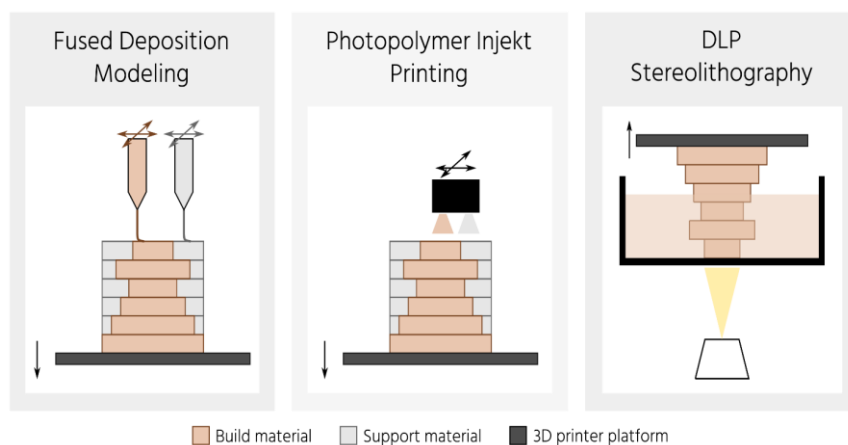 Fused Deposition
Modeling
Photopolymer Injekt
Printing
DLP
Stereolithography
Build material
Support material
3D printer platform